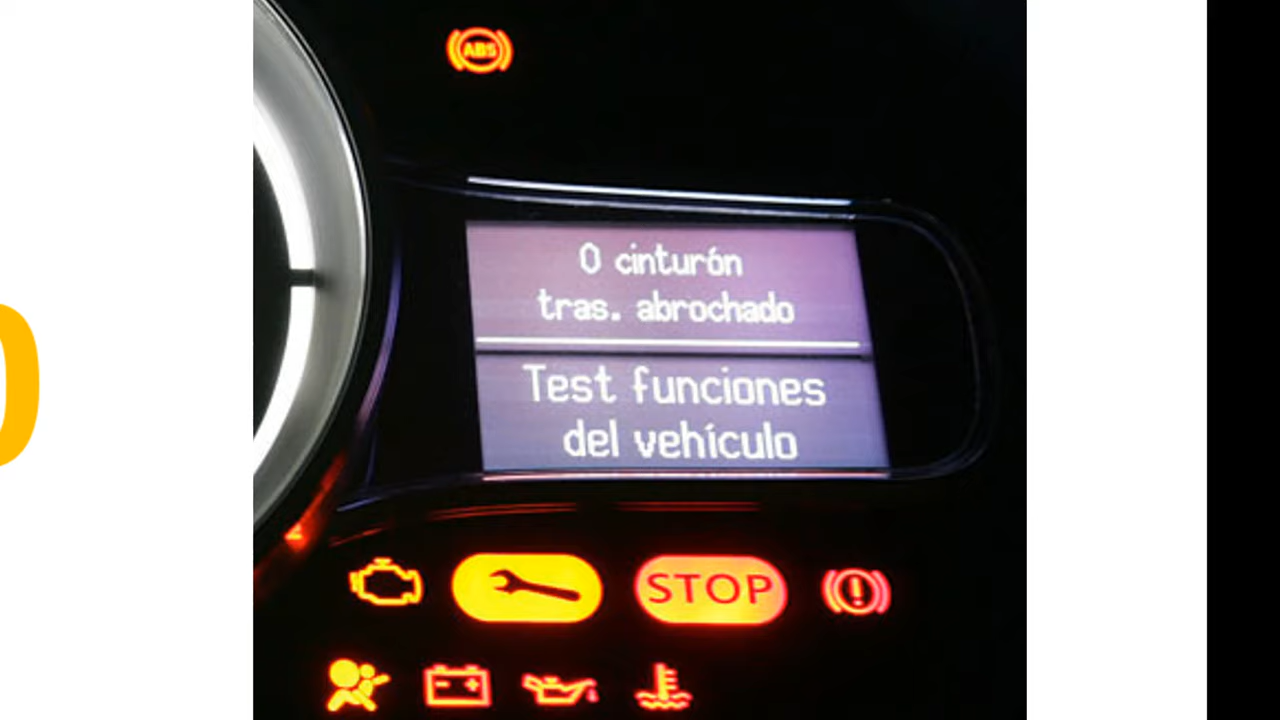 ABS
0 cinturón
tras. abrochado
Test funciones
del vehículo
STOP